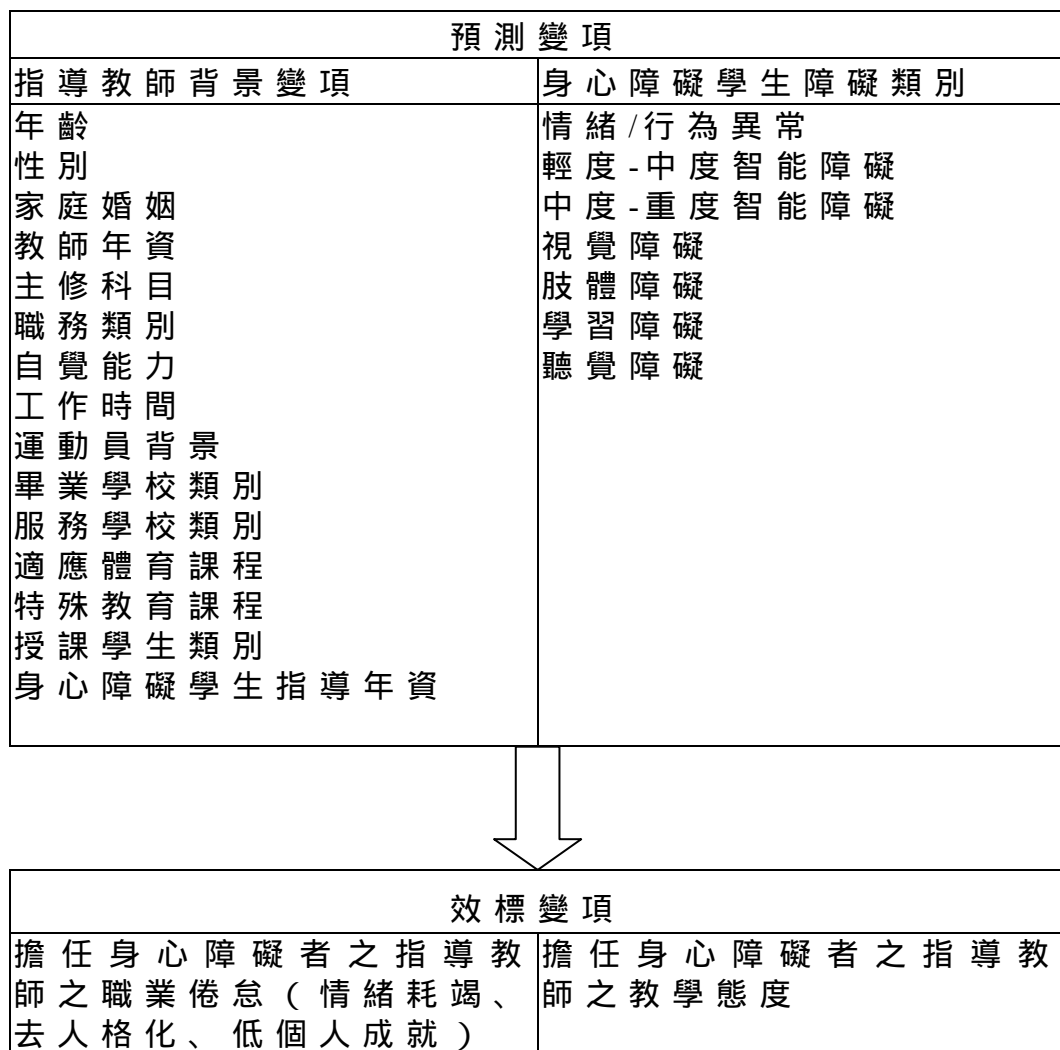 預測變項
指導教師背景變項
年齡
性別
家庭婚姻
教師年資
主修科目
職務類別
自覺能力
工作時間
運動員背景
畢業學校類別
服務學校類別
適應體育課程
特殊教育課程
授課學生類別
身心障礙學生指導年資
身心障礙學生障礙類別
情緒/行為異常
輕度-中度智能障礙
中度-重度智能障礙
視覺障礙
肢體障礙
學習障礙
聽覺障礙
效標變項
擔任身心障礙者之指導教
師之職業倦怠（情緒耗竭、
去人格化、低個人成就）
擔任身心障礙者之指導教
師之教學態度